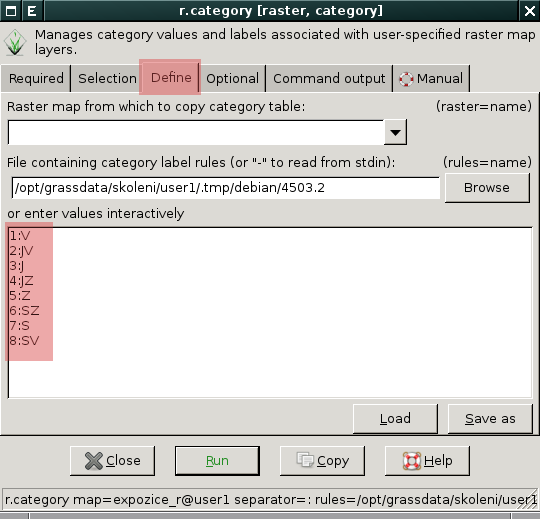 r.category [raster, category]
Manages category values and labels associated with user-specified raster map
layers.
Required Selection Define Optional Command output Manual
Raster map from which to copy category table: (raster=name)
File containing category label rules (or "-" to read from stdin): (rules=name)
/opt/grassdata/skoleni/user1/.tmp/debian/4503.2 Browse
or enter values interactively
1:V
2:JV
3:J
4:JZ
5:Z
6:SZ
7:S
8:SV
Load Save as
Close Run Copy Help
r.category map=expozice_r@user1 separator=: rules=/opt/grassdata/skoleni/user1